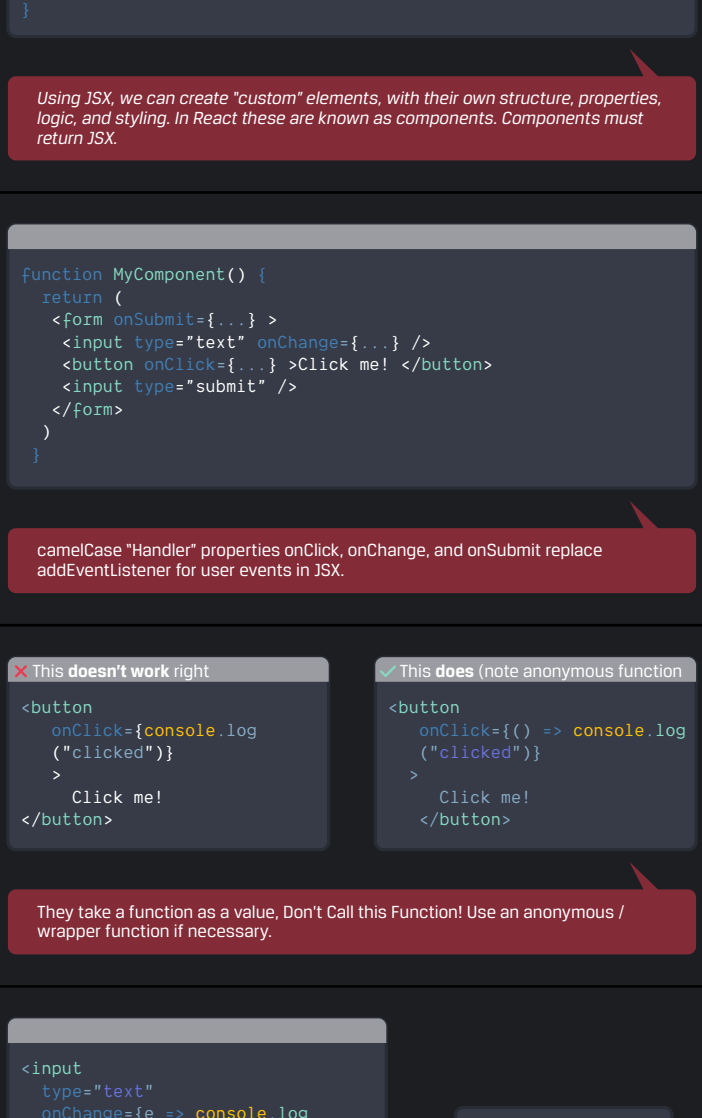 }
Using JSX, we can create "custom" elements, with their own structure, properties,
logic, and styling. In React these are known as components. Components must
return JSX.
function MyComponent() {
  return (
   <form onSubmit={...} >
    <input type="text" onChange={...} />
    <button onClick={...} >Click me! </button>
    <input type="submit" />
   </form>
  )
 }
camelCase "Handler" properties onClick, onChange, and onSubmit replace
addEventListener for user events in JSX.
❌ This doesn't work right
<button
   onClick={console.log
   ("clicked")}
   >
     Click me!
</button>
✓ This does (note anonymous function
<button
   onClick={() => console.log
   ("clicked")}
  >
     Click me!
   </button>
They take a function as a value, Don't Call this Function! Use an anonymous /
wrapper function if necessary.
<input
  type="text"
  onChange={e => console.log